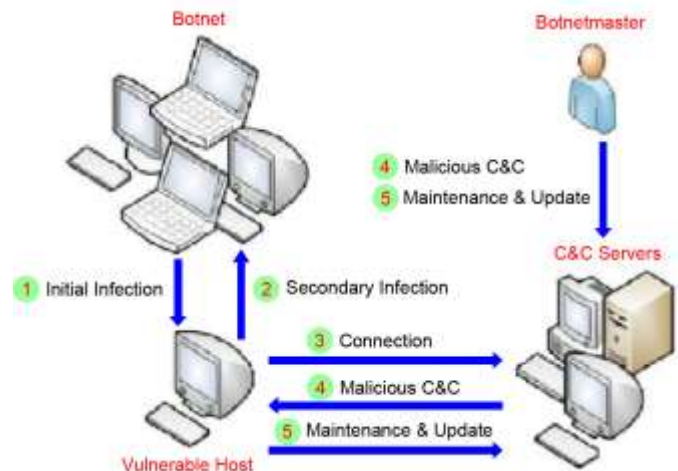 Botnet
Botnetmaster
4 Malicious C&C
5 Maintenance & Update
C&C Servers
1 Initial Infection
2 Secondary Infection
3 Connection
4 Malicious C&C
5 Maintenance & Update
Vulnerable Host